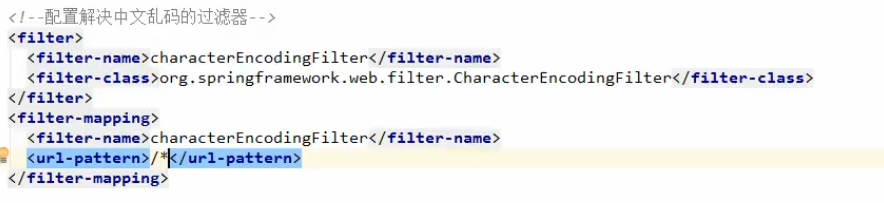 <!--配置解决中文乱码的过滤器-->
<filter>
<filter-name>characterEncodingFilter</filter-name>
<filter-class>org.springframework.web.filter.CharacterEncodingFilter</filter-class>
</filter>
<filter-mapping>
<filter-name>characterEncodingFilter</filter-name>
<url-pattern>/*</url-pattern>
</filter-mapping>